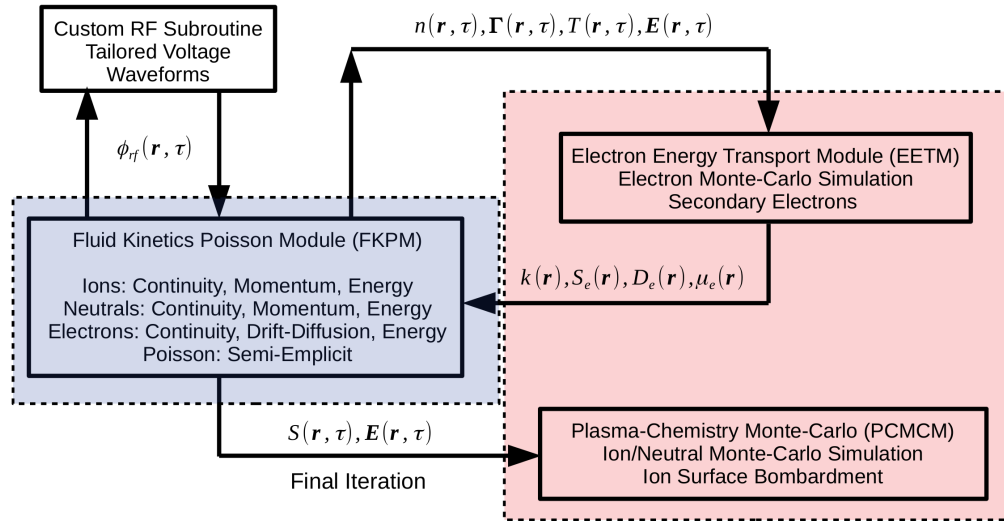 Custom RF Subroutine
Tailored Voltage
Waveforms
n(r,τ),Γ(r,τ),T(r,τ),E(r,τ)
ϕrf(r,τ)
Electron Energy Transport Module (EETM)
Electron Monte-Carlo Simulation
Secondary Electrons
Fluid Kinetics Poisson Module (FKPM)
Ions: Continuity, Momentum, Energy
Neutrals: Continuity, Momentum, Energy
Electrons: Continuity, Drift-Diffusion, Energy
Poisson: Semi-Emplicit
k(r),Se(r),De(r),μe(r)
S(r,τ),E(r,τ)
Final Iteration
Plasma-Chemistry Monte-Carlo (PCMCM)
Ion/Neutral Monte-Carlo Simulation
Ion Surface Bombardment